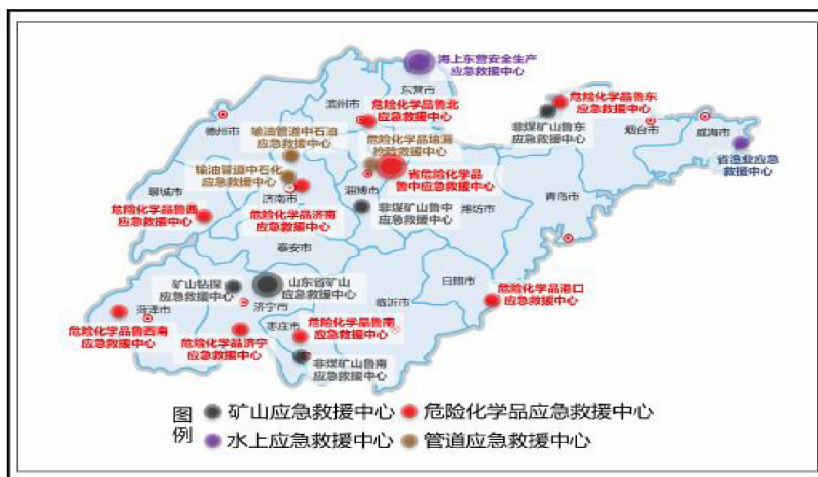 海上东营安全生产
应急救援中心
东营市
滨州市
危险化学品鲁北
应急救援中心
危险化学品鲁东
应急救援中心
非煤矿山鲁东
应急救援中心
烟台市
威海市
省渔业应急
救援中心
德州市
输油管道中石油
应急救援中心
危险化学品堵漏
抢险救援中心
输油管道中石化
应急救援中心
省危险化学品
鲁中应急救援中心
聊城市
济南市
淄博市
青岛市
危险化学品鲁西
应急救援中心
危险化学品济南
应急救援中心
非煤矿山鲁中
应急救援中心
潍坊市
泰安市
日照市
矿山钻探
应急救援中心
山东省矿山
应急救援中心
临沂市
危险化学品港口
应急救援中心
菏泽市
济宁市
枣庄市
危险化学品鲁西南
应急救援中心
危险化学品济宁
应急救援中心
危险化学品鲁南
应急救援中心
非煤矿山鲁南
应急救援中心
图例
矿山应急救援中心
危险化学品应急救援中心
水上应急救援中心
管道应急救援中心